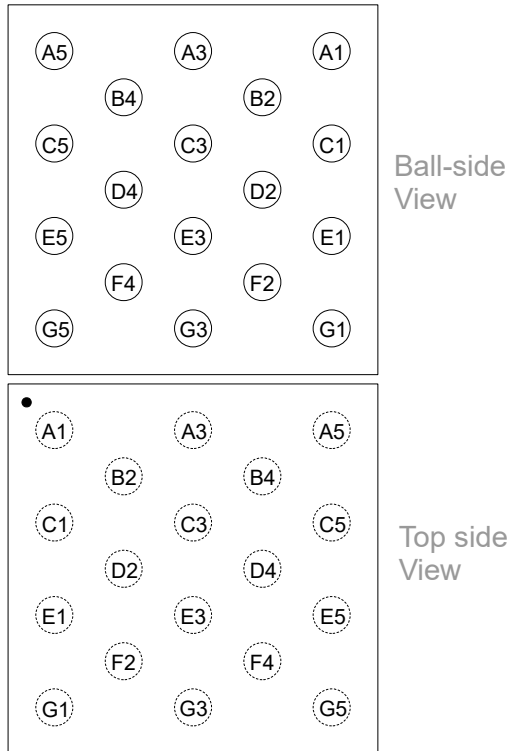 A5 A3 A1
B4 B2
C5 C3 C1
Ball-side
View
D4 D2
E5 E3 E1
F4 F2
G5 G3 G1
A1 A3 A5
B2 B4
C1 C3 C5
Top side
View
D2 D4
E1 E3 E5
F2 F4
G1 G3 G5